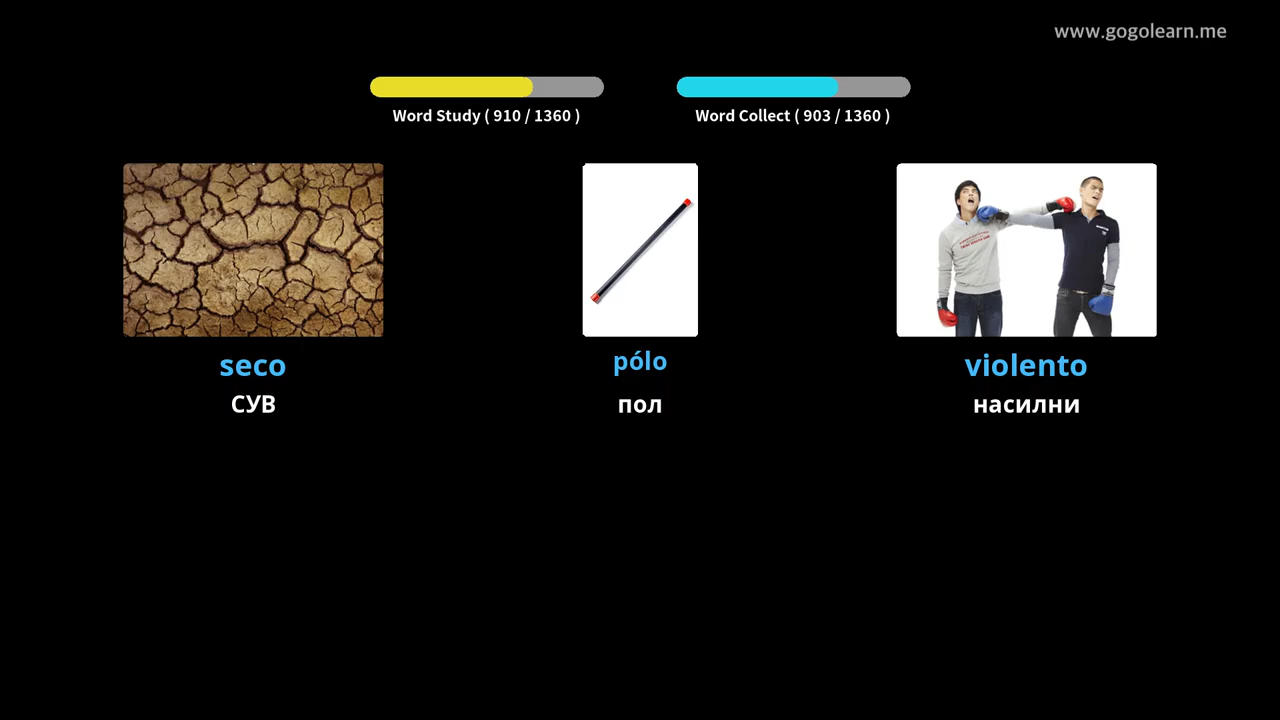 www.gogolearn.me
Word Study ( 910 / 1360 )
Word Collect ( 903 / 1360 )
seco
pólo
violento
СУВ
пол
насилни